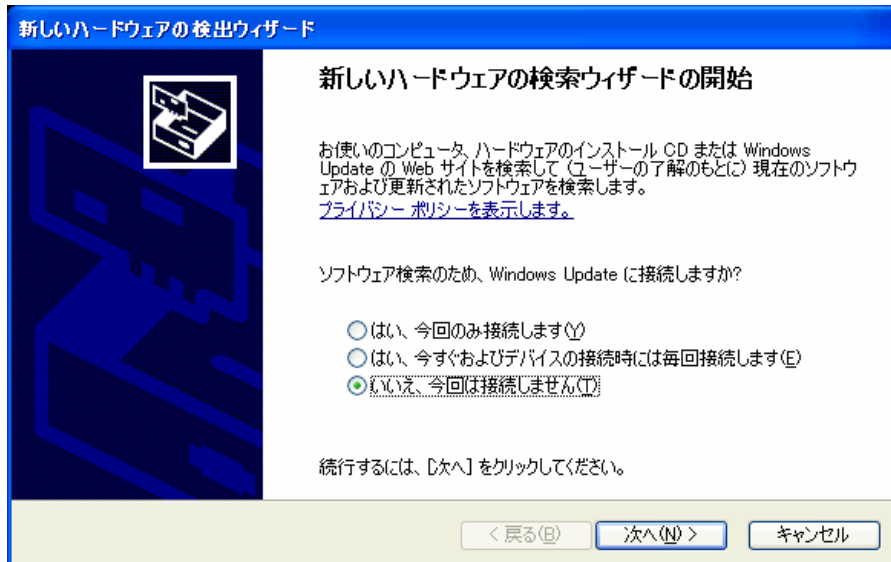 新しいハードウェアの検出ウィザード
新しいハードウェアの検索ウィザードの開始
お使いのコンピュータ、ハードウェアのインストール CD または Windows
Update の Web サイトを検索して (ユーザーの了解のもとに) 現在のソフトウ
ェアおよび更新されたソフトウェアを検索します。
プライバシー ポリシーを表示します。
ソフトウェア検索のため、Windows Update に接続しますか?
はい、今回のみ接続します(Y)
はい、今すぐおよびデバイスの接続時には毎回接続します(E)
いいえ、今回は接続しません(T)
続行するには、[次へ] をクリックしてください。
< 戻る(B) 次へ(N) > キャンセル